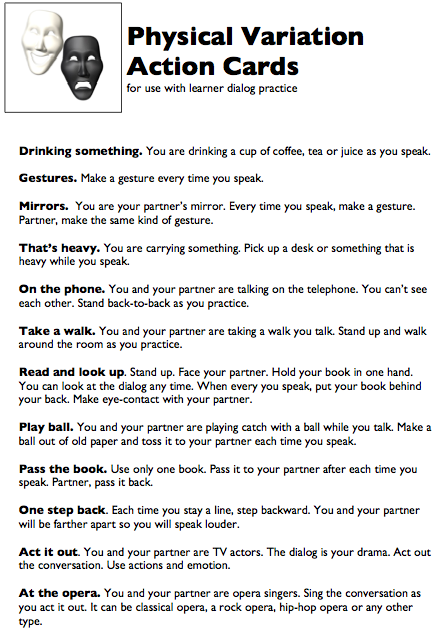 Physical Variation
Action Cards
for use with learner dialog practice
Drinking something. You are drinking a cup of coffee, tea or juice as you speak.
Gestures. Make a gesture every time you speak.
Mirrors. You are your partner's mirror. Every time you speak, make a gesture.
Partner, make the same kind of gesture.
That's heavy. You are carrying something. Pick up a desk or something that is
heavy while you speak.
On the phone. You and your partner are talking on the telephone. You can't see
each other. Stand back-to-back as you practice.
Take a walk. You and your partner are taking a walk you talk. Stand up and walk
around the room as you practice.
Read and look up. Stand up. Face your partner. Hold your book in one hand.
You can look at the dialog any time. When every you speak, put your book behind
your back. Make eye-contact with your partner.
Play ball. You and your partner are playing catch with a ball while you talk. Make a
ball out of old paper and toss it to your partner each time you speak.
Pass the book. Use only one book. Pass it to your partner after each time you
speak. Partner, pass it back.
One step back. Each time you stay a line, step backward. You and your partner
will be farther apart so you will speak louder.
Act it out. You and your partner are TV actors. The dialog is your drama. Act out
the conversation. Use actions and emotion.
At the opera. You and your partner are opera singers. Sing the conversation as
you act it out. It can be classical opera, a rock opera, hip-hop opera or any other
type.